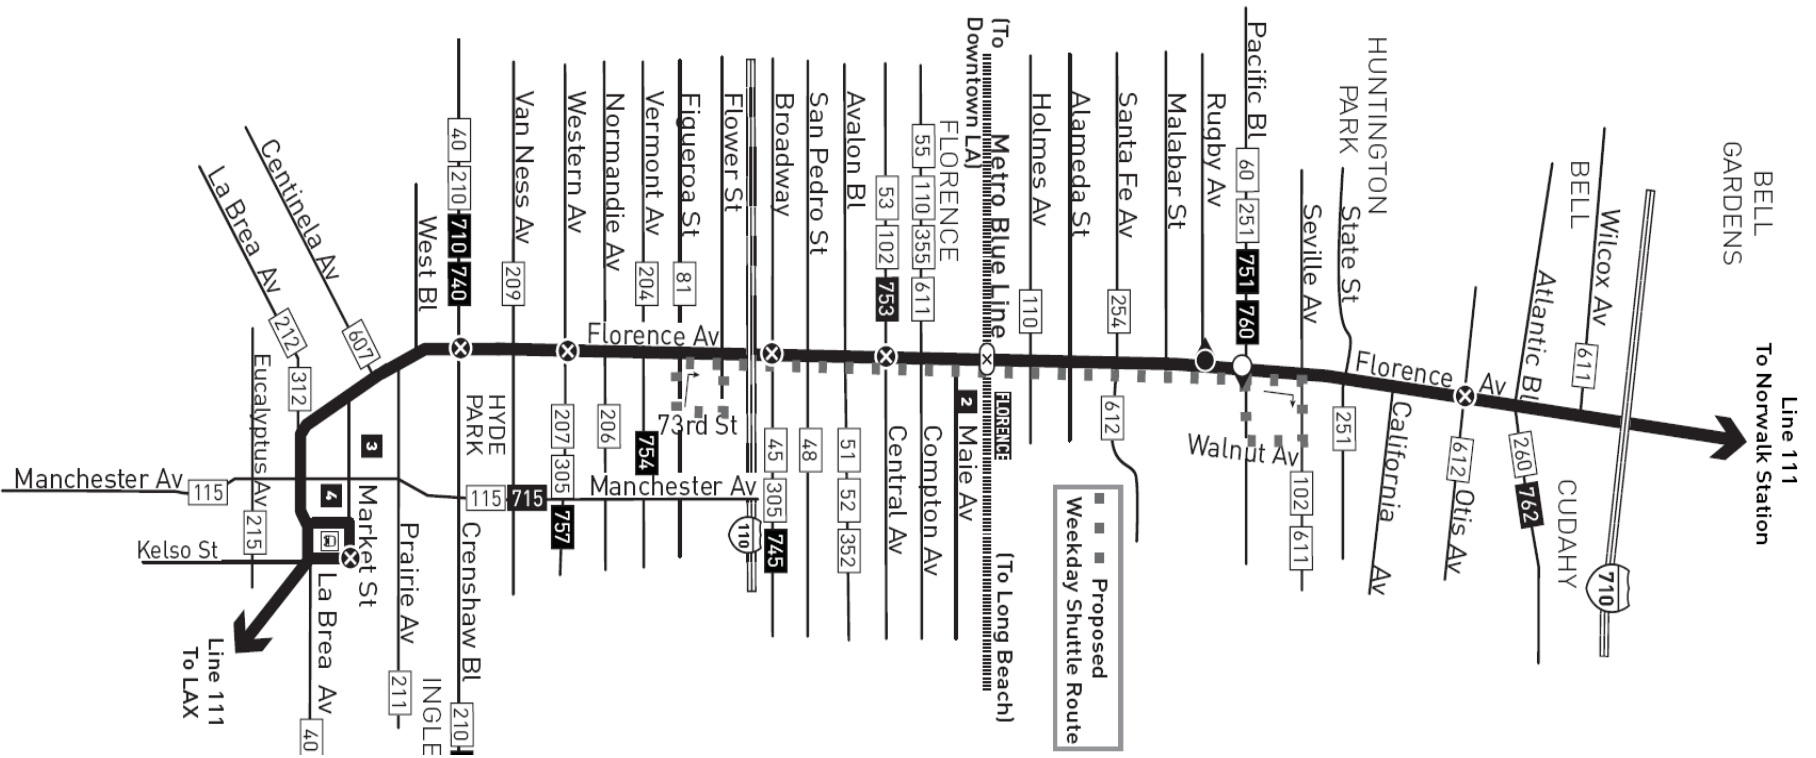 BELL
GARDENS
BELL
HUNTINGTON
PARK
CUDAHY
FLORENCE
HYDE
PARK
INGLE
(To
Downtown LA)
Metro Blue Line
FLORENCE
(To Long Beach)
Line 111
To Norwalk Station
Line 111
To LAX
La Brea Av
212
312
Centinela Av
607
Eucalyptus Av
215
West Bl
40
210
710
740
Crenshaw Bl
210
Van Ness Av
209
Western Av
207
305
757
Normandie Av
206
Vermont Av
204
754
Figueroa St
81
Flower St
110
Broadway
45
305
745
San Pedro St
48
Avalon Bl
51
52
352
53
102
753
Central Av
55
110
355
611
Compton Av
2
Maie Av
Holmes Av
110
Alameda St
Santa Fe Av
254
612
Malabar St
Rugby Av
Pacific Bl
60
251
751
760
Seville Av
102
611
State St
251
California Av
612
Otis Av
Atlantic Bl
260
762
Wilcox Av
611
710
Florence Av
Florence Av
73rd St
Walnut Av
Manchester Av
115
115
715
Manchester Av
Kelso St
3
4
Market St
Prairie Av
211
La Brea Av
40
Proposed
Weekday Shuttle Route